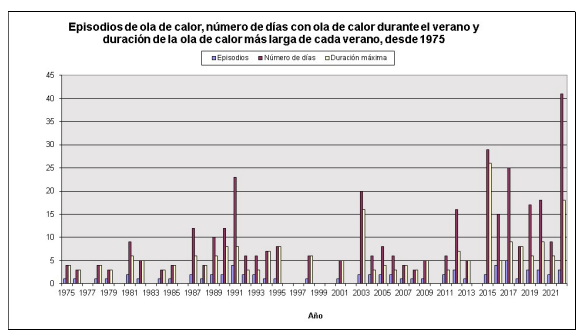 Episodios de ola de calor, número de días con ola de calor durante el verano y
duración de la ola de calor más larga de cada verano, desde 1975
Episodios Número de días Duración máxima
45
40
35
30
25
20
15
10
5
0
1975 1977 1979 1981 1983 1985 1987 1989 1991 1993 1995 1997 1999 2001 2003 2005 2007 2009 2011 2013 2015 2017 2019 2021
Año